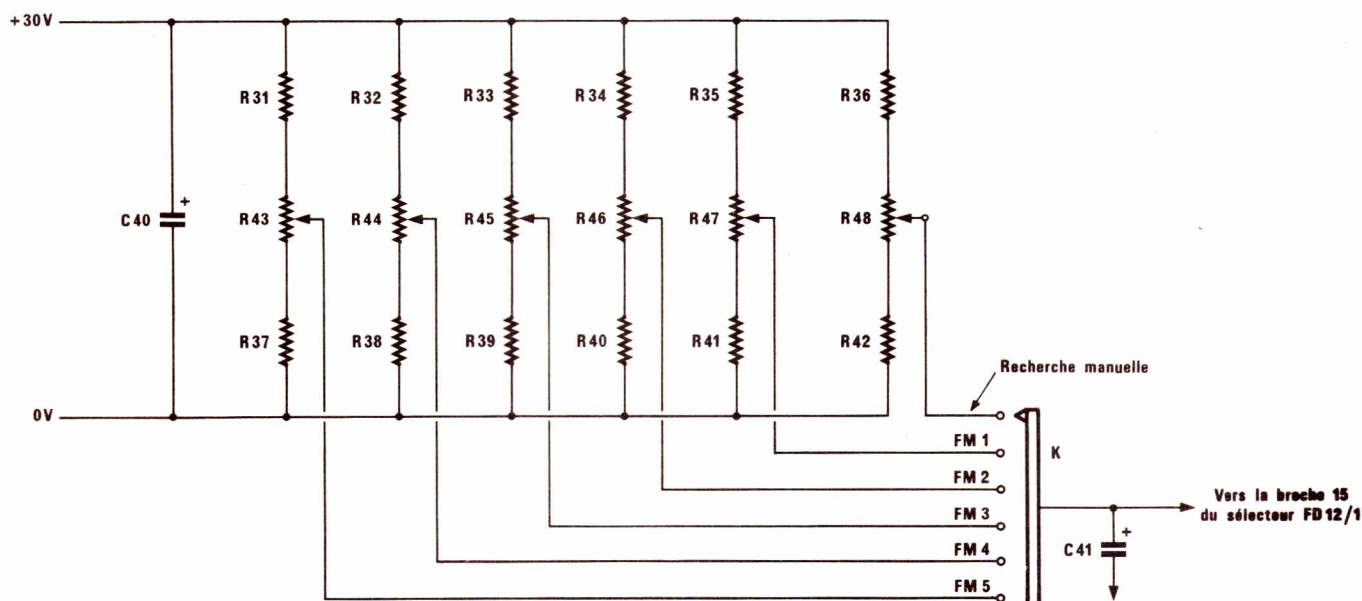 +30V
R31
R32
R33
R34
R35
R36
C40
+
R43
R44
R45
R46
R47
R48
R37
R38
R39
R40
R41
R42
Recherche manuelle
0V
FM 1
K
FM 2
Vers la broche 15
du sélecteur FD12/1
FM 3
+
FM 4
C41
FM 5